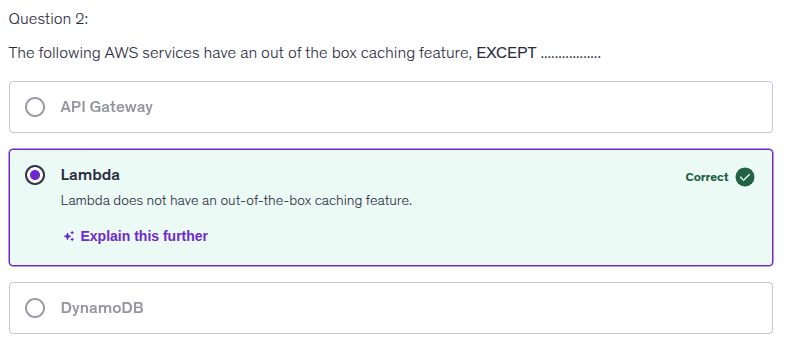 Question 2:
The following AWS services have an out of the box caching feature, EXCEPT .................
API Gateway
Lambda
Correct
Lambda does not have an out-of-the-box caching feature.
Explain this further
DynamoDB